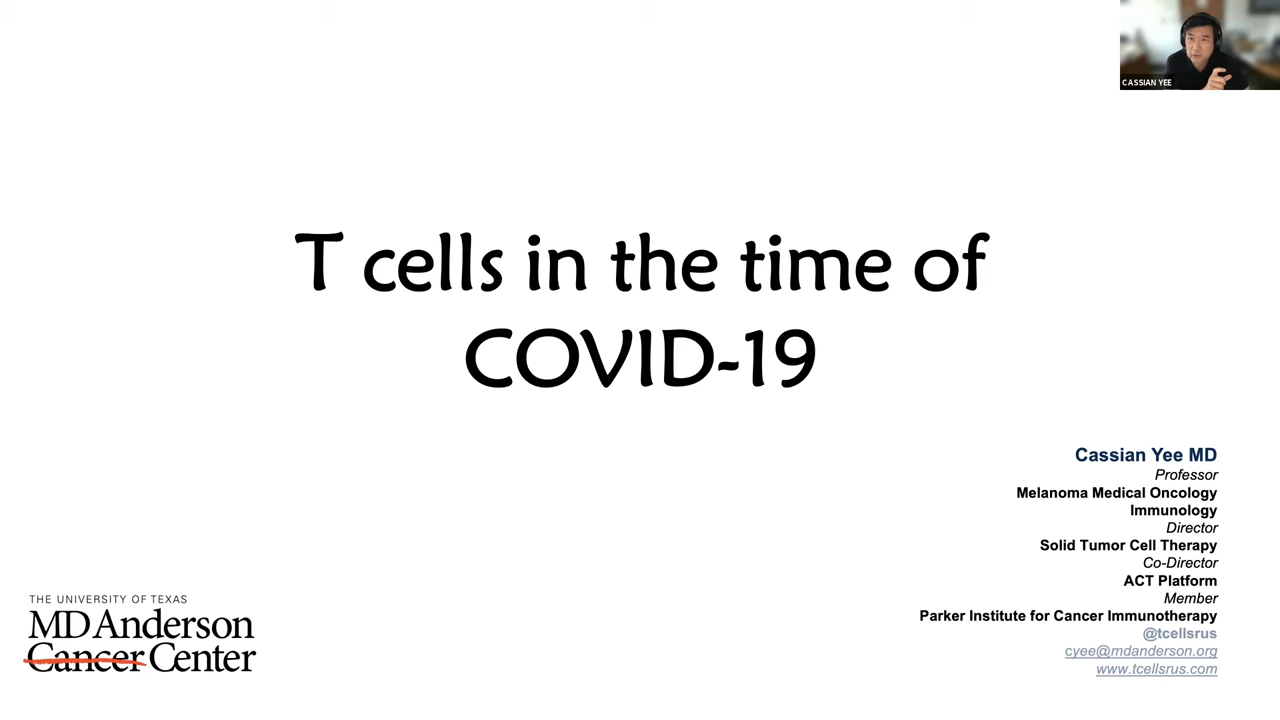 CASSIAN YEE
T cells in the time of
COVID-19
Cassian Yee MD
Professor
Melanoma Medical Oncology
Immunology
Director
Solid Tumor Cell Therapy
Co-Director
ACT Platform
Member
Parker Institute for Cancer Immunotherapy
@tcellsrus
cyee@mdanderson.org
www.tcellsrus.com
THE UNIVERSITY OF TEXAS
MD Anderson
Cancer Center